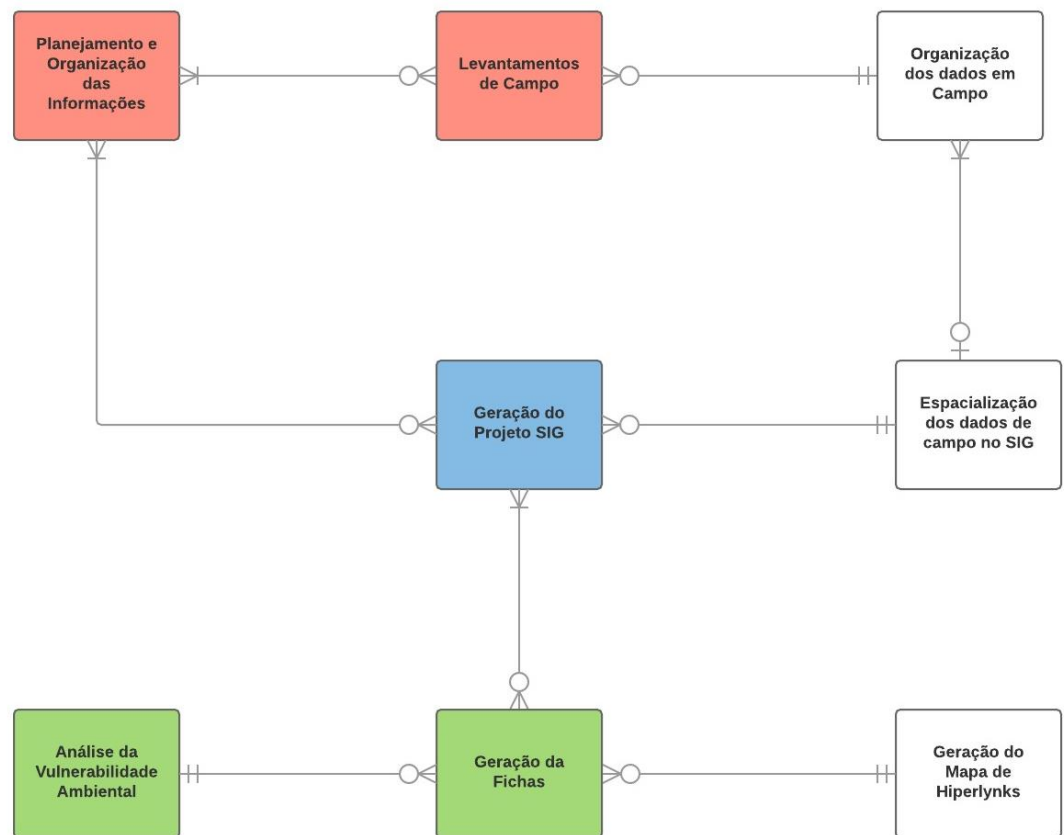 Planejamento e
Organização
das
Informações
Levantamentos
de Campo
Organização
dos dados em
Campo
Geração do
Projeto SIG
Espacialização
dos dados de
campo no SIG
Análise da
Vulnerabilidade
Ambiental
Geração da
Fichas
Geração do
Mapa de
Hiperlynks